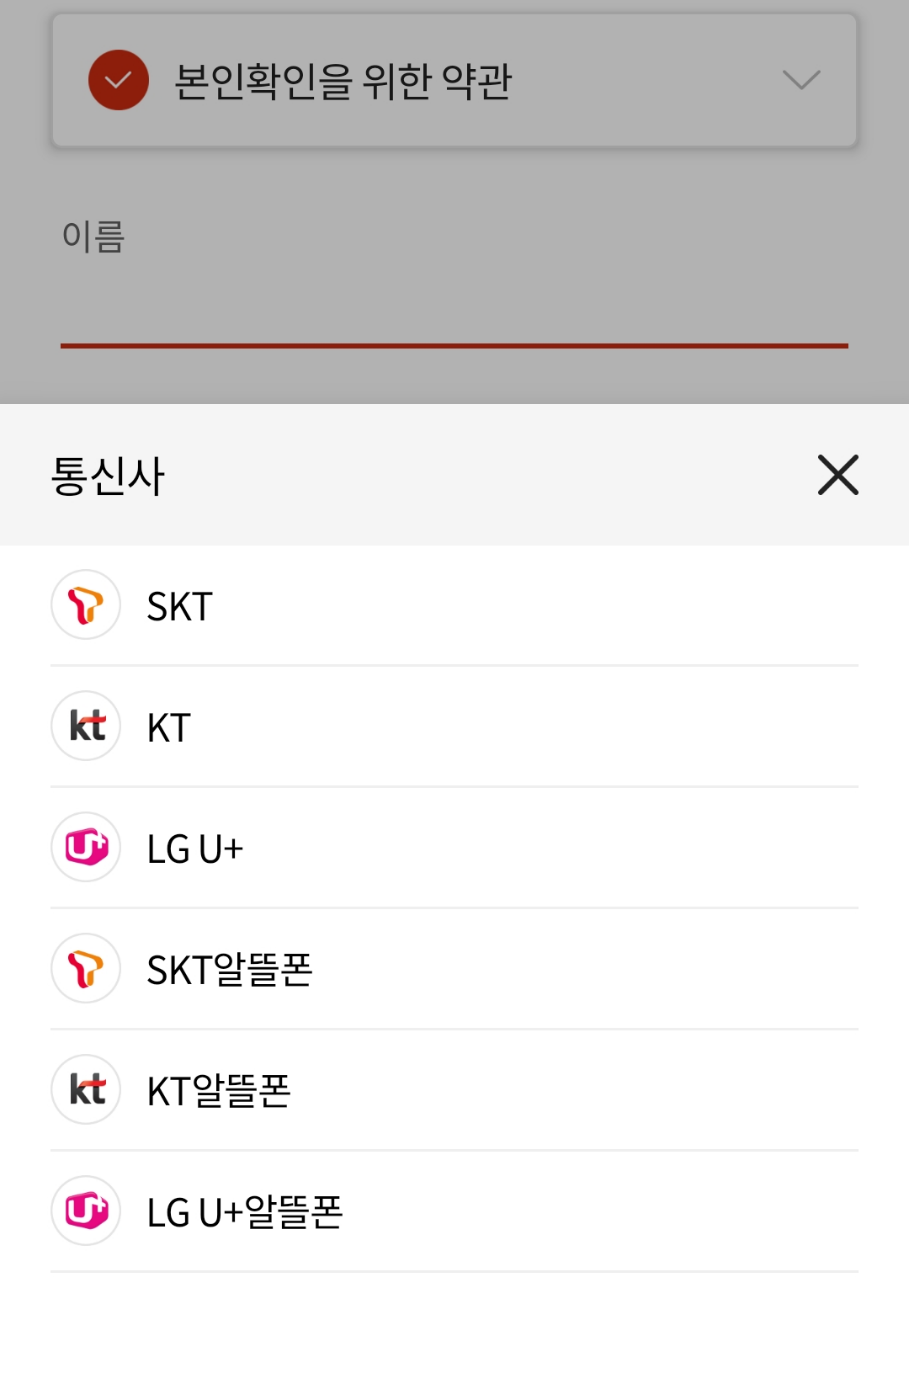 본인확인을 위한 약관
이름
통신사
SKT
kt KT
U+ LG U+
SKT알뜰폰
kt KT알뜰폰
U+ LG U+알뜰폰